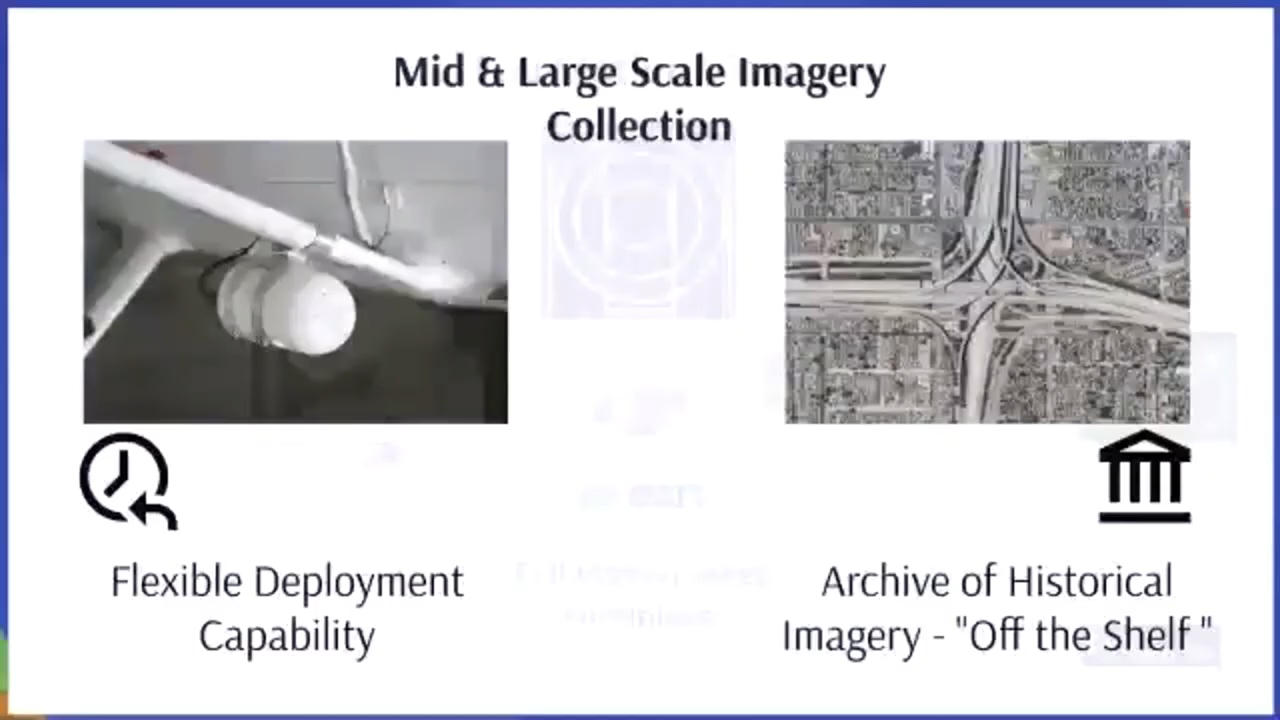 Mid & Large Scale Imagery
Collection
Flexible Deployment
Capability
Archive of Historical
Imagery - "Off the Shelf "